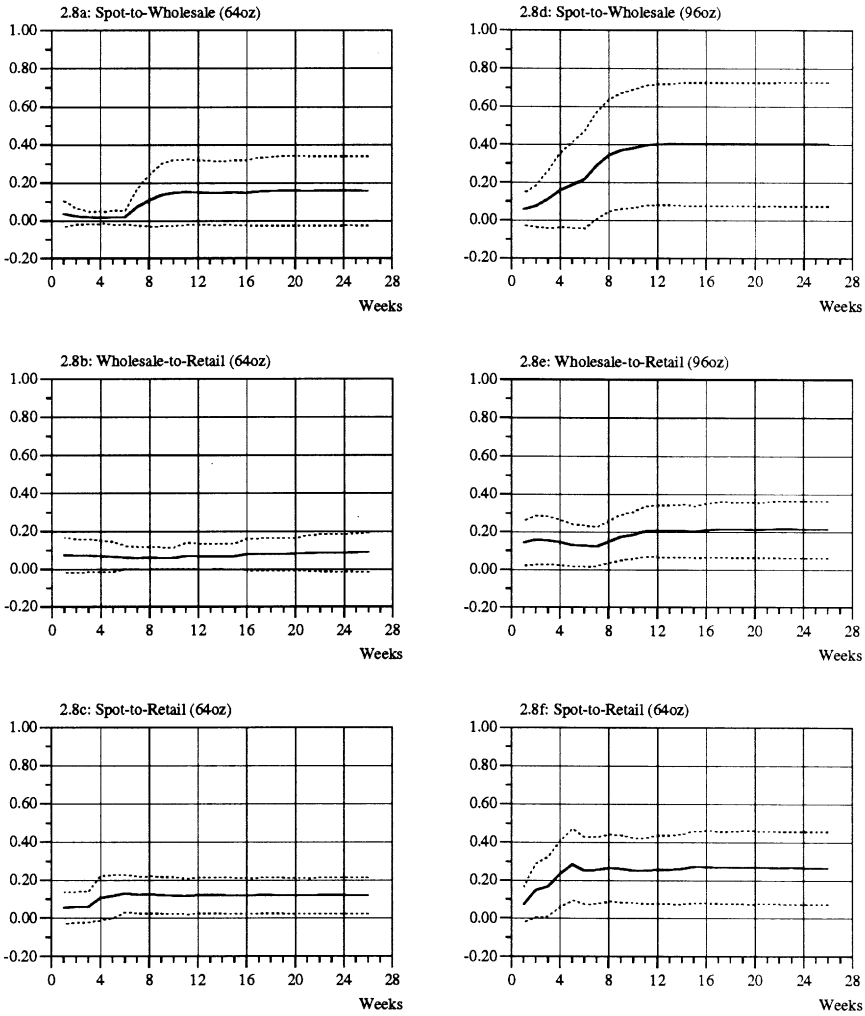 2.8a: Spot-to-Wholesale (64oz)
1.00
0.80
0.60
0.40
0.20
0.00
-0.20
0 4 8 12 16 20 24 28
Weeks
2.8d: Spot-to-Wholesale (96oz)
1.00
0.80
0.60
0.40
0.20
0.00
-0.20
0 4 8 12 16 20 24 28
Weeks
2.8b: Wholesale-to-Retail (64oz)
1.00
0.80
0.60
0.40
0.20
0.00
-0.20
0 4 8 12 16 20 24 28
Weeks
2.8e: Wholesale-to-Retail (96oz)
1.00
0.80
0.60
0.40
0.20
0.00
-0.20
0 4 8 12 16 20 24 28
Weeks
2.8c: Spot-to-Retail (64oz)
1.00
0.80
0.60
0.40
0.20
0.00
-0.20
0 4 8 12 16 20 24 28
Weeks
2.8f: Spot-to-Retail (64oz)
1.00
0.80
0.60
0.40
0.20
0.00
-0.20
0 4 8 12 16 20 24 28
Weeks